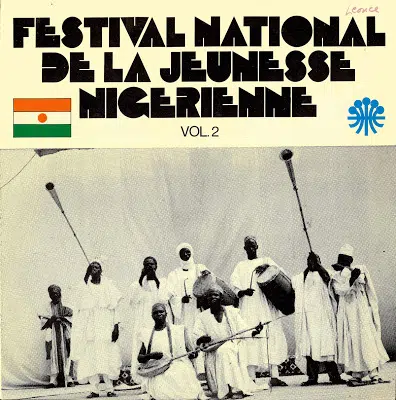 Leonce
FESTIVAL NATIONAL
DE LA JEUNESSE
NIGERIENNE
VOL. 2